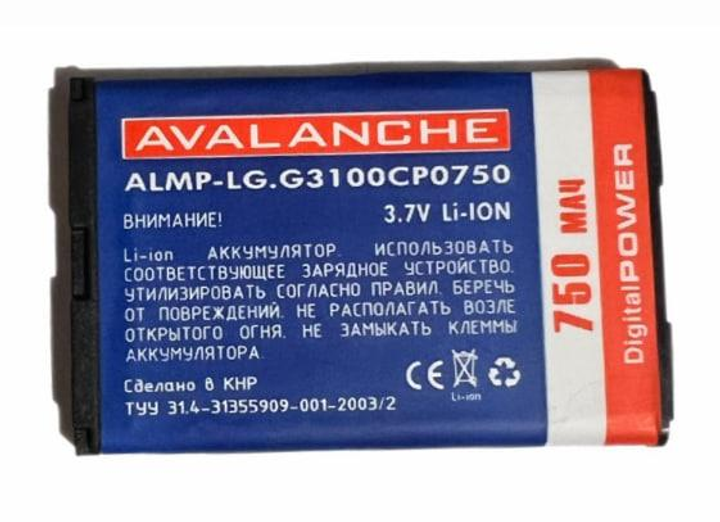 AVALANCHE
ALMP-LG.G3100CP0750
3.7V Li-ION
ВНИМАНИЕ!
Li-ion АККУМУЛЯТОР. ИСПОЛЬЗОВАТЬ
СООТВЕТСТВУЮЩЕЕ ЗАРЯДНОЕ УСТРОЙСТВО.
УТИЛИЗИРОВАТЬ СОГЛАСНО ПРАВИЛ. БЕРЕЧЬ
ОТ ПОВРЕЖДЕНИЙ. НЕ РАСПОЛАГАТЬ ВОЗЛЕ
ОТКРЫТОГО ОГНЯ. НЕ ЗАМЫКАТЬ КЛЕММЫ
АККУМУЛЯТОРА.
Сделано в КНР
ТУУ 31.4-31355909-001-2003/2
CE
Li-ion
750 МАЧ
DigitalPOWER